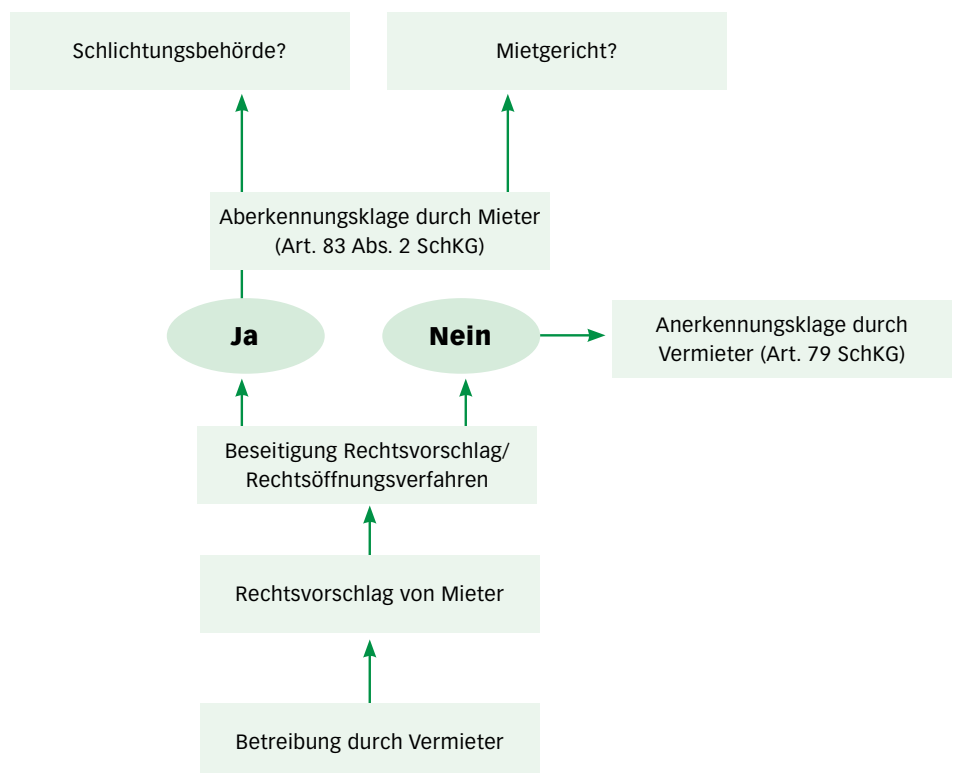 Schlichtungsbehörde?
Mietgericht?
Aberkennungsklage durch Mieter
(Art. 83 Abs. 2 SchKG)
Ja
Nein
Anerkennungsklage durch
Vermieter (Art. 79 SchKG)
Beseitigung Rechtsvorschlag/
Rechtsöffnungsverfahren
Rechtsvorschlag von Mieter
Betreibung durch Vermieter